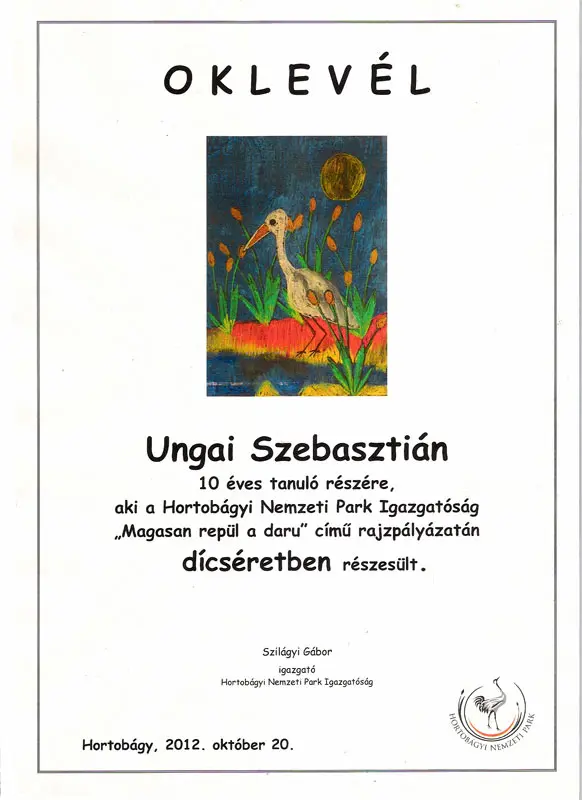 OKLEVÉL
Ungai Szebasztián
10 éves tanuló részére,
aki a Hortobágyi Nemzeti Park Igazgatóság
„Magasan repül a daru” című rajzpályázatán
dícséretben részesült.
Szilágyi Gábor
igazgató
Hortobágyi Nemzeti Park Igazgatóság
HORTOBÁGYI NEMZETI PARK
Hortobágy, 2012. október 20.